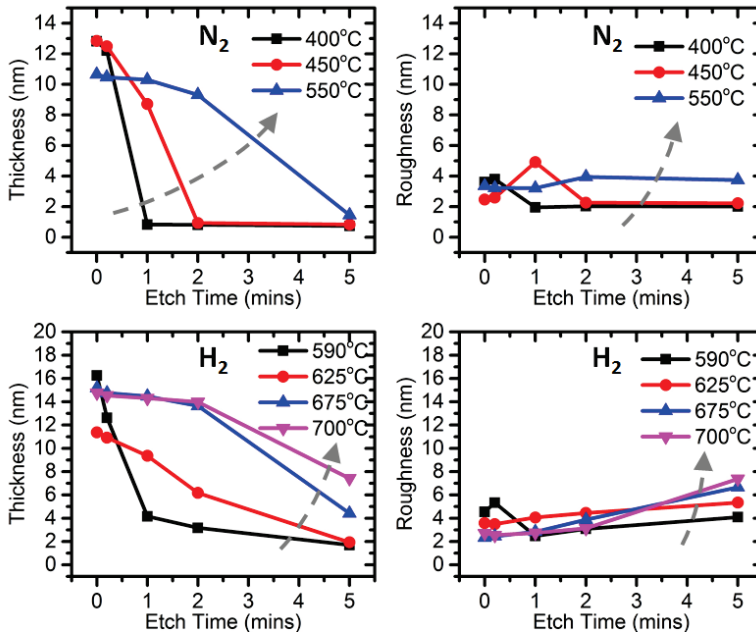 14
12
10
8
6
4
2
0
Thickness (nm)
N₂
400°C
450°C
550°C
0 1 2 3 4 5
Etch Time (mins)
14
12
10
8
6
4
2
0
Roughness (nm)
N₂
400°C
450°C
550°C
0 1 2 3 4 5
Etch Time (mins)
20
18
16
14
12
10
8
6
4
2
0
Thickness (nm)
H₂
590°C
625°C
675°C
700°C
0 1 2 3 4 5
Etch Time (mins)
20
18
16
14
12
10
8
6
4
2
0
Roughness (nm)
H₂
590°C
625°C
675°C
700°C
0 1 2 3 4 5
Etch Time (mins)